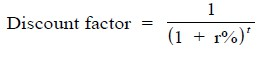 Discount factor = 1 / (1 + r%)^t